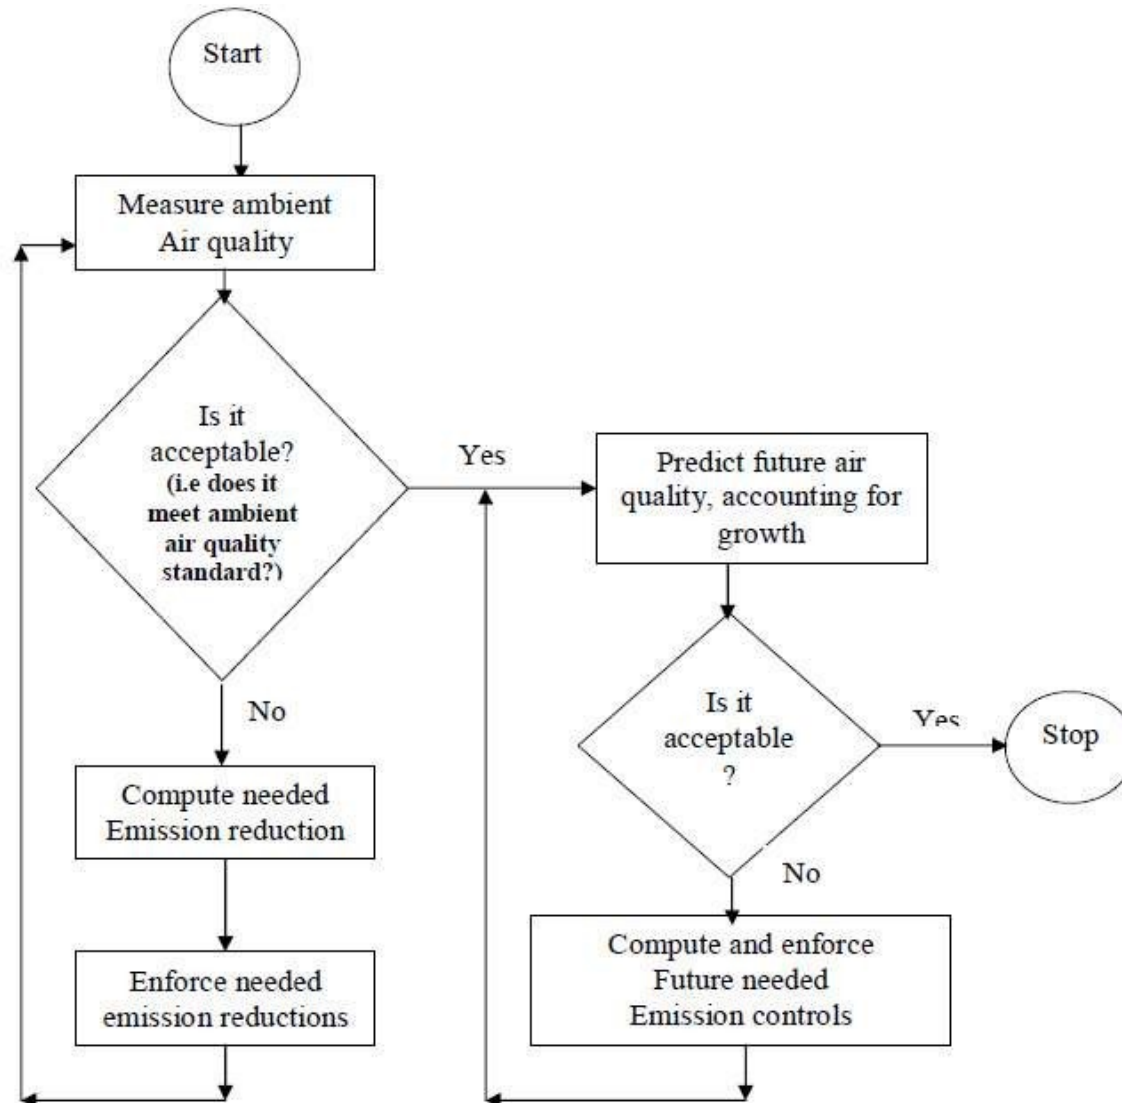 Start
Measure ambient
Air quality
Is it
acceptable?
(i.e does it
meet ambient
air quality
standard?)
Yes
Predict future air
quality, accounting for
growth
No
Is it
acceptable
?
Yes
Stop
Compute needed
Emission reduction
No
Enforce needed
emission reductions
Compute and enforce
Future needed
Emission controls